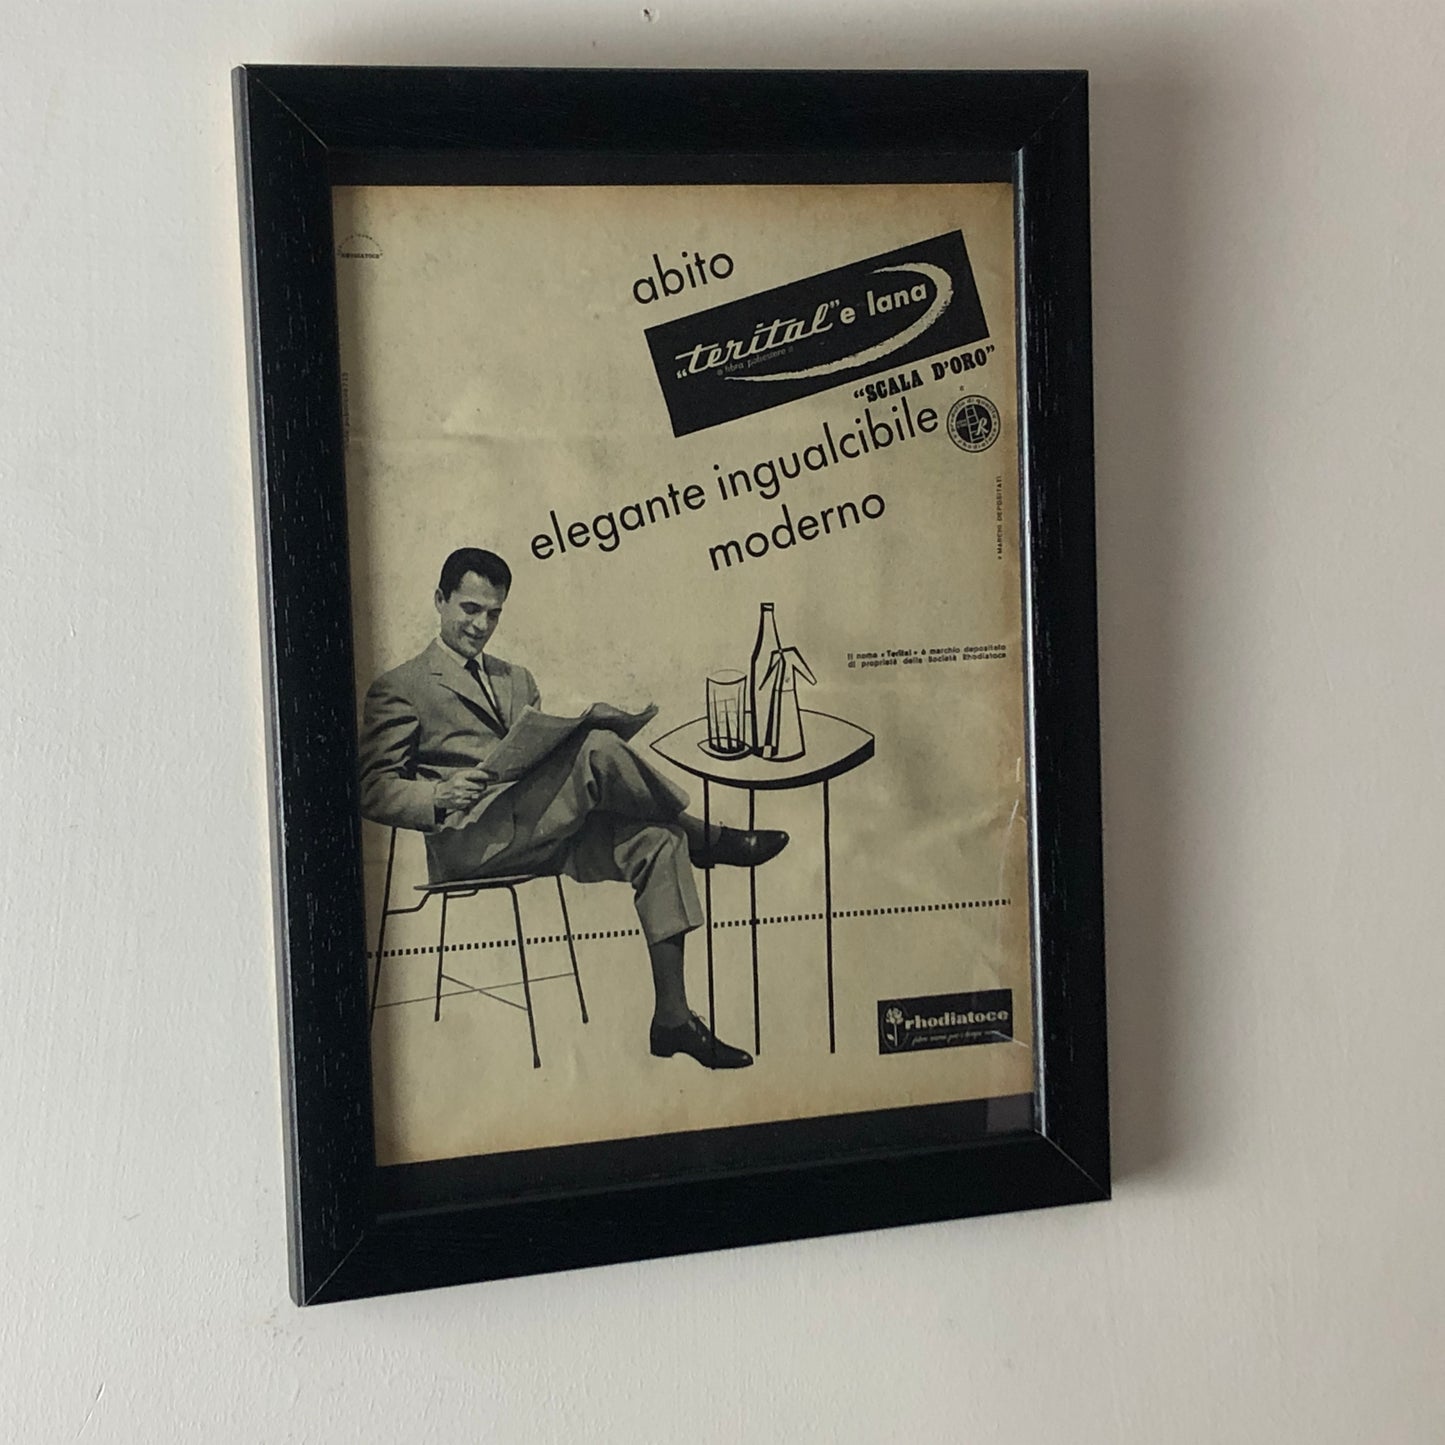 RHODIATOCE
abito
"terital" e lana
o fibra poliestere o
"SCALA D'ORO"
elegante ingualcibile
moderno
R
MARCHI DEPOSITATI
Il nome « Terital » è marchio depositato
di proprietà della Società Rhodiatoce
rhodiatoce